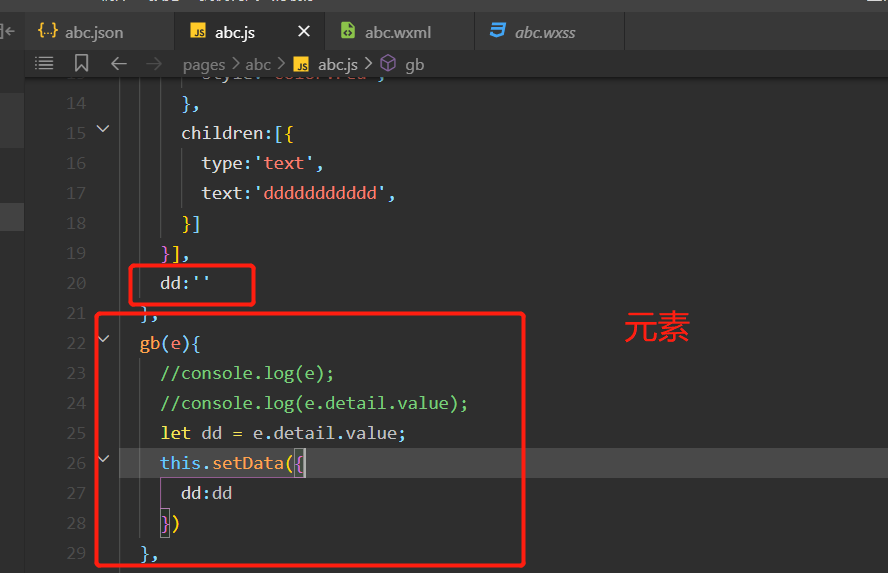 abc.json
JS abc.js ×
abc.wxml
abc.wxss
pages > abc > JS abc.js > gb
14 },
15 children:[{
16 type:'text',
17 text:'ddddddddddd',
18 }]
19 }],
20 dd:''
21 },
22 gb(e){
23 //console.log(e);
24 //console.log(e.detail.value);
25 let dd = e.detail.value;
26 this.setData({
27 dd:dd
28 })
29 },
元素